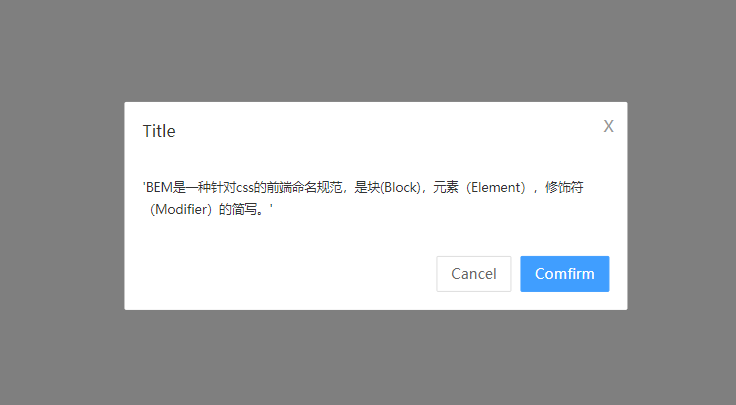 Title
X
'BEM是一种针对css的前端命名规范，是块(Block)，元素（Element），修饰符
（Modifier）的简写。'
Cancel
Comfirm